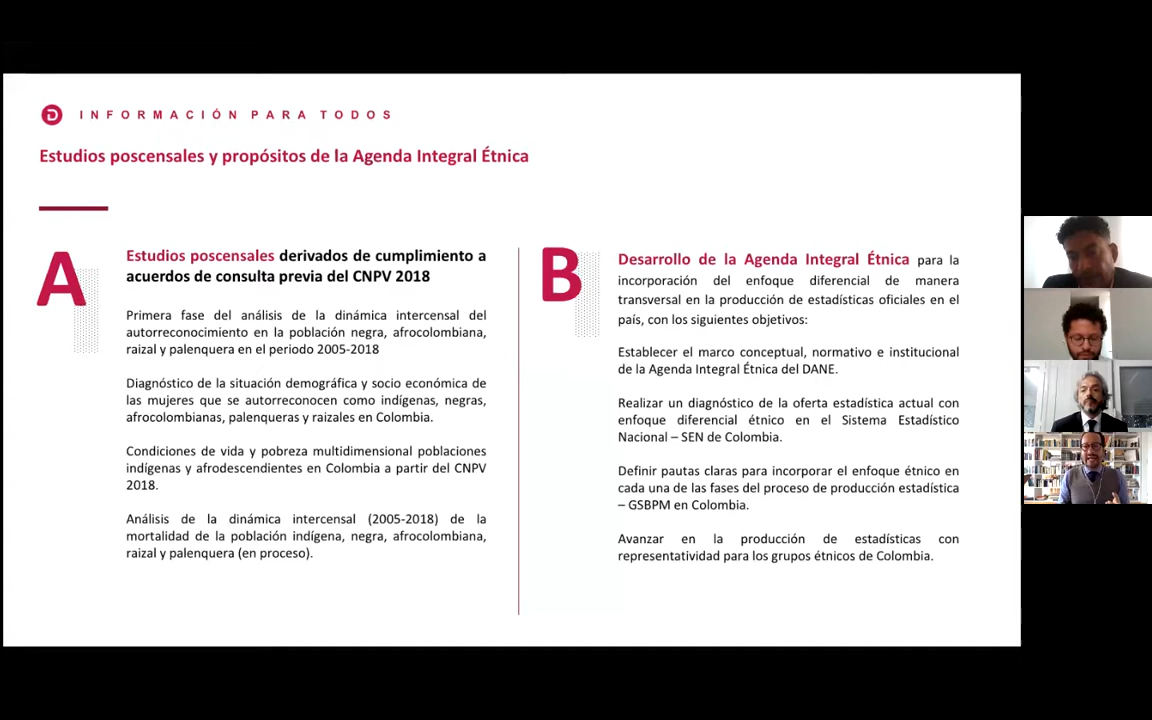 INFORMACIÓN PARA TODOS
Estudios poscensales y propósitos de la Agenda Integral Étnica
A
Estudios poscensales derivados de cumplimiento a
acuerdos de consulta previa del CNPV 2018
Primera fase del análisis de la dinámica intercensal del
autorreconocimiento en la población negra, afrocolombiana,
raizal y palenquera en el periodo 2005-2018
Diagnóstico de la situación demográfica y socio económica de
las mujeres que se autorreconocen como indígenas, negras,
afrocolombianas, palenqueras y raizales en Colombia.
Condiciones de vida y pobreza multidimensional poblaciones
indígenas y afrodescendientes en Colombia a partir del CNPV
2018.
Análisis de la dinámica intercensal (2005-2018) de la
mortalidad de la población indígena, negra, afrocolombiana,
raizal y palenquera (en proceso).
B
Desarrollo de la Agenda Integral Étnica para la
incorporación del enfoque diferencial de manera
transversal en la producción de estadísticas oficiales en el
país, con los siguientes objetivos:
Establecer el marco conceptual, normativo e institucional
de la Agenda Integral Étnica del DANE.
Realizar un diagnóstico de la oferta estadística actual con
enfoque diferencial étnico en el Sistema Estadístico
Nacional – SEN de Colombia.
Definir pautas claras para incorporar el enfoque étnico en
cada una de las fases del proceso de producción estadística
– GSBPM en Colombia.
Avanzar en la producción de estadísticas con
representatividad para los grupos étnicos de Colombia.